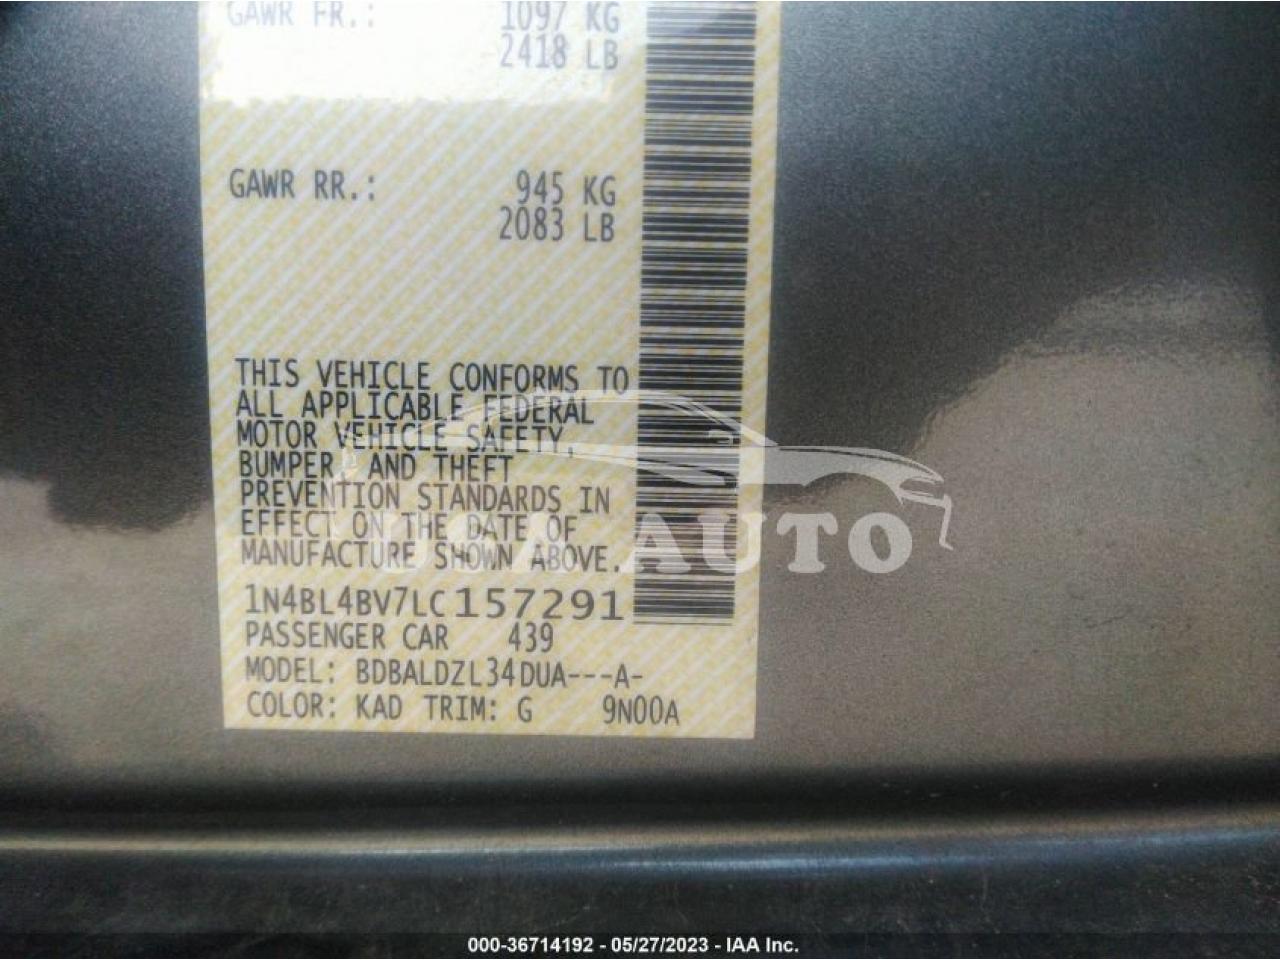 GAWR FR.: 1097 KG
2418 LB
GAWR RR.: 945 KG
2083 LB
THIS VEHICLE CONFORMS TO
ALL APPLICABLE FEDERAL
MOTOR VEHICLE SAFETY,
BUMPER, AND THEFT
PREVENTION STANDARDS IN
EFFECT ON THE DATE OF
MANUFACTURE SHOWN ABOVE.
1N4BL4BV7LC157291
PASSENGER CAR 439
MODEL: BDBALDZL34DUA---A-
COLOR: KAD TRIM: G 9N00A
USA AUTO
000-36714192 - 05/27/2023 - IAA Inc.